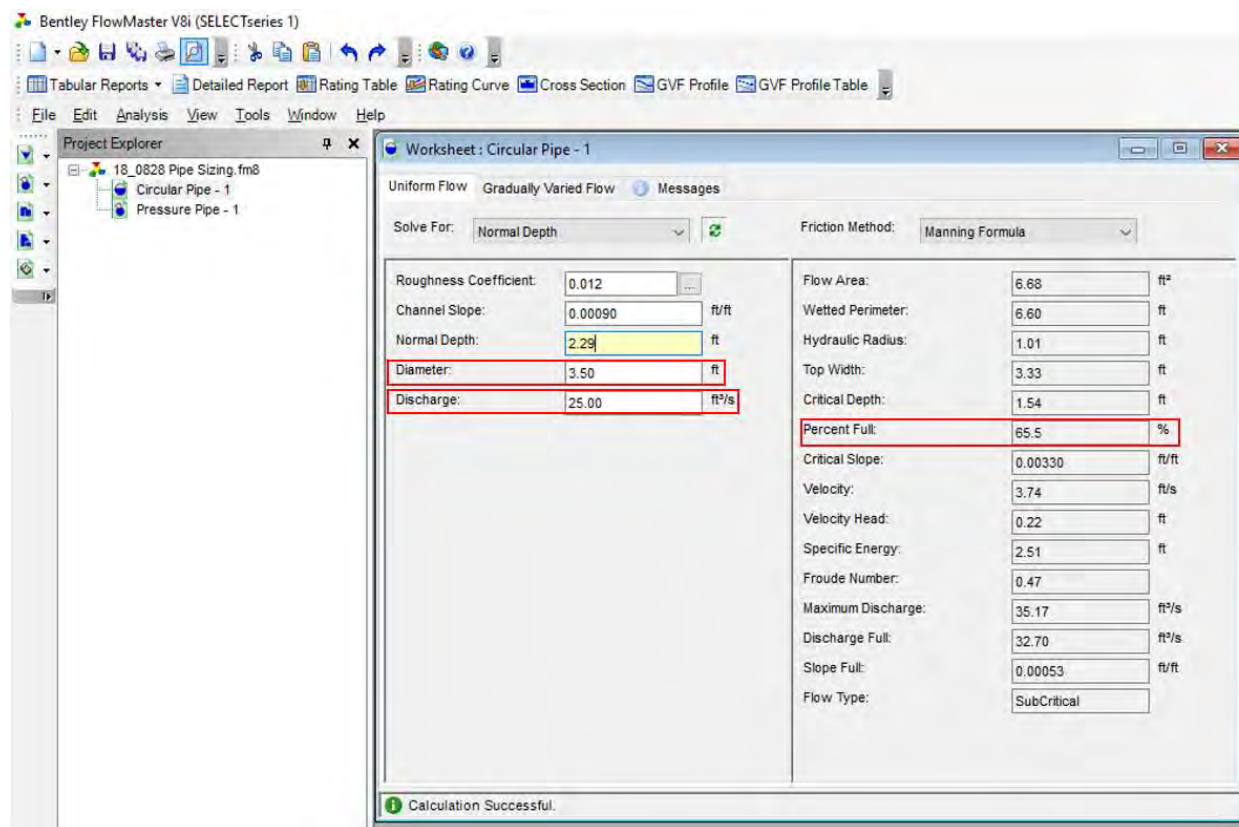 Bentley FlowMaster V8i (SELECTseries 1)
Tabular Reports Detailed Report Rating Table Rating Curve Cross Section GVF Profile GVF Profile Table
File Edit Analysis View Tools Window Help
Project Explorer
18_0828 Pipe Sizing.fm8
Circular Pipe - 1
Pressure Pipe - 1
Worksheet : Circular Pipe - 1
Uniform Flow Gradually Varied Flow Messages
Solve For: Normal Depth Friction Method: Manning Formula
Roughness Coefficient: 0.012 ...
Channel Slope: 0.00090 ft/ft
Normal Depth: 2.29 ft
Diameter: 3.50 ft
Discharge: 25.00 ft³/s
Flow Area: 6.68 ft²
Wetted Perimeter: 6.60 ft
Hydraulic Radius: 1.01 ft
Top Width: 3.33 ft
Critical Depth: 1.54 ft
Percent Full: 65.5 %
Critical Slope: 0.00330 ft/ft
Velocity: 3.74 ft/s
Velocity Head: 0.22 ft
Specific Energy: 2.51 ft
Froude Number: 0.47
Maximum Discharge: 35.17 ft³/s
Discharge Full: 32.70 ft³/s
Slope Full: 0.00053 ft/ft
Flow Type: SubCritical
Calculation Successful.